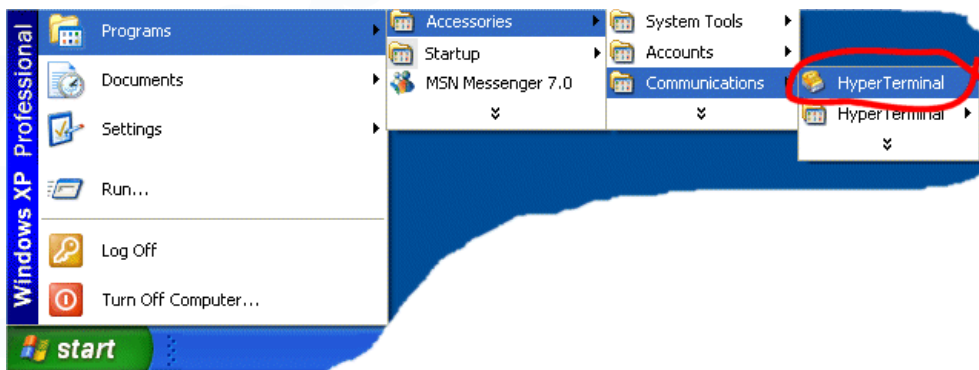 Windows XP Professional
Programs
Documents
Settings
Run...
Log Off
Turn Off Computer...
start
Accessories
Startup
MSN Messenger 7.0
System Tools
Accounts
Communications
HyperTerminal
HyperTerminal